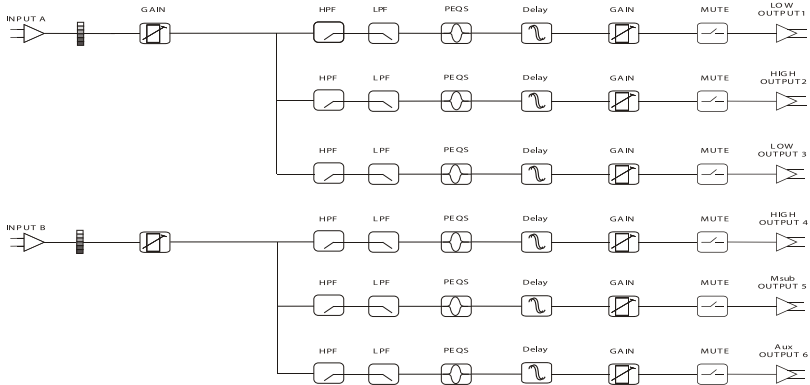 INPUT A
GAIN
HPF LPF PEQS Delay GAIN MUTE LOW
OUTPUT1
HPF LPF PEQS Delay GAIN MUTE HIGH
OUTPUT2
HPF LPF PEQS Delay GAIN MUTE LOW
OUTPUT 3
INPUT B
HPF LPF PEQS Delay GAIN MUTE HIGH
OUTPUT 4
HPF LPF PEQS Delay GAIN MUTE Msub
OUTPUT 5
HPF LPF PEQS Delay GAIN MUTE Aux
OUTPUT 6